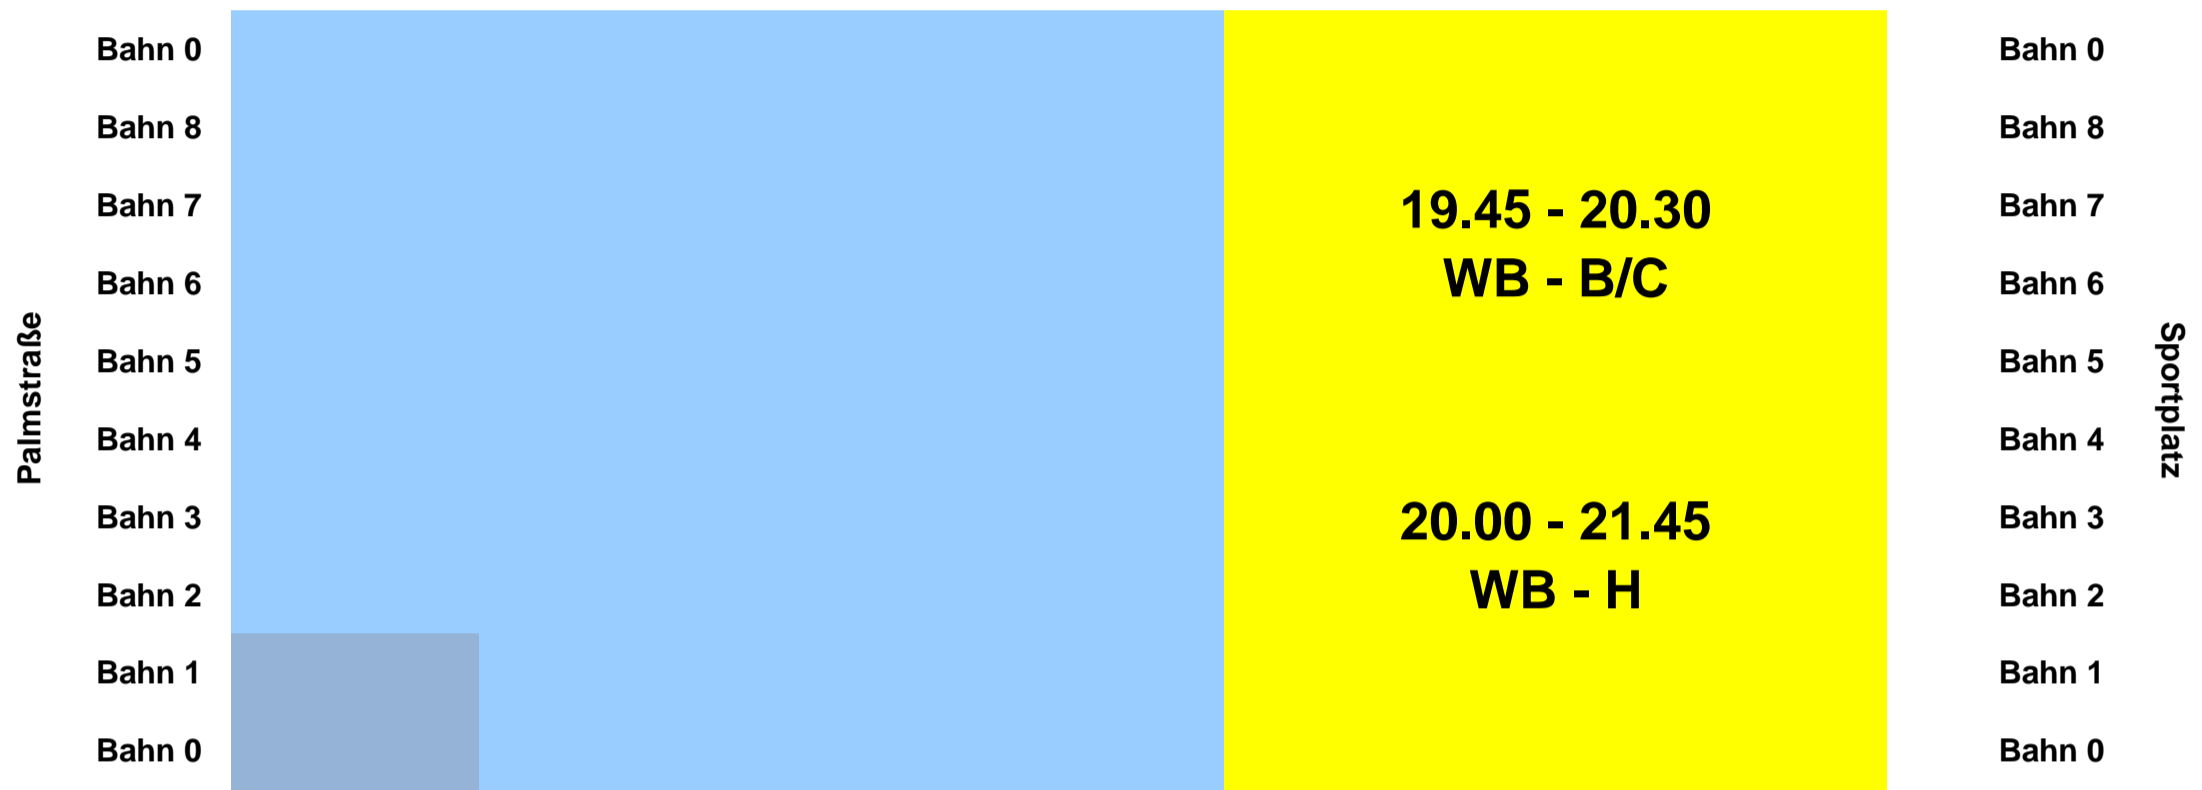 Palmstraße
Bahn 0
Bahn 8
Bahn 7
Bahn 6
Bahn 5
Bahn 4
Bahn 3
Bahn 2
Bahn 1
Bahn 0
19.45 - 20.30
WB - B/C
20.00 - 21.45
WB - H
Bahn 0
Bahn 8
Bahn 7
Bahn 6
Bahn 5
Bahn 4
Bahn 3
Bahn 2
Bahn 1
Bahn 0
Sportplatz